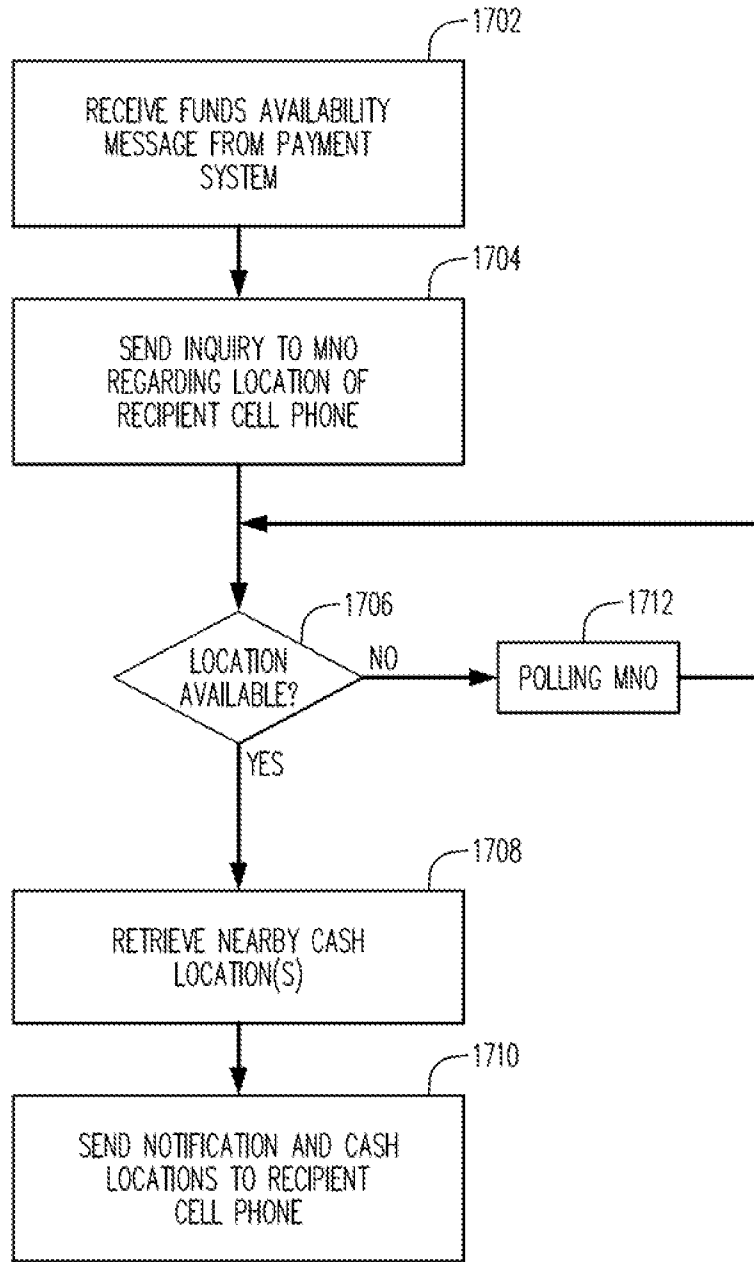 1702
RECEIVE FUNDS AVAILABILITY
MESSAGE FROM PAYMENT
SYSTEM
1704
SEND INQUIRY TO MNO
REGARDING LOCATION OF
RECIPIENT CELL PHONE
1706
LOCATION
AVAILABLE?
NO
1712
POLLING MNO
YES
1708
RETRIEVE NEARBY CASH
LOCATION(S)
1710
SEND NOTIFICATION AND CASH
LOCATIONS TO RECIPIENT
CELL PHONE